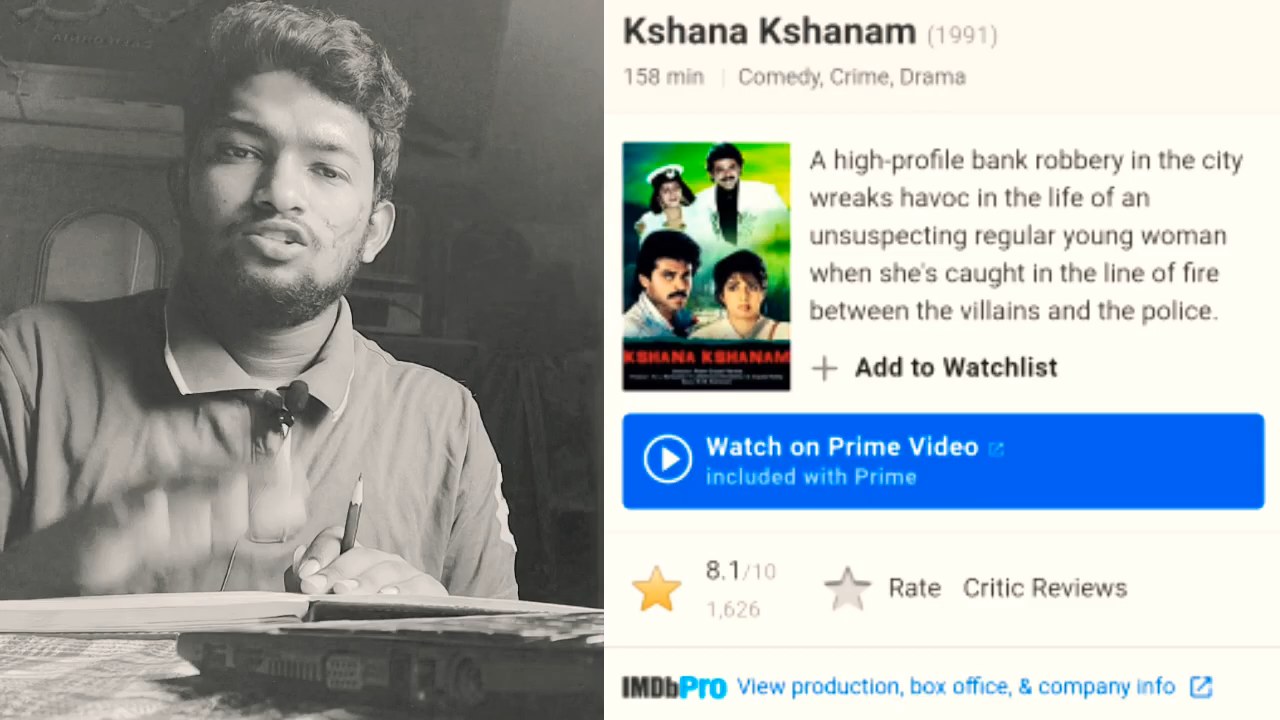 Kshana Kshanam (1991)
158 min | Comedy, Crime, Drama
A high-profile bank robbery in the city
wreaks havoc in the life of an
unsuspecting regular young woman
when she's caught in the line of fire
between the villains and the police.
KSHANA KSHANAM
+ Add to Watchlist
Watch on Prime Video
included with Prime
8.1/10
1,626
Rate Critic Reviews
IMDbPro View production, box office, & company info